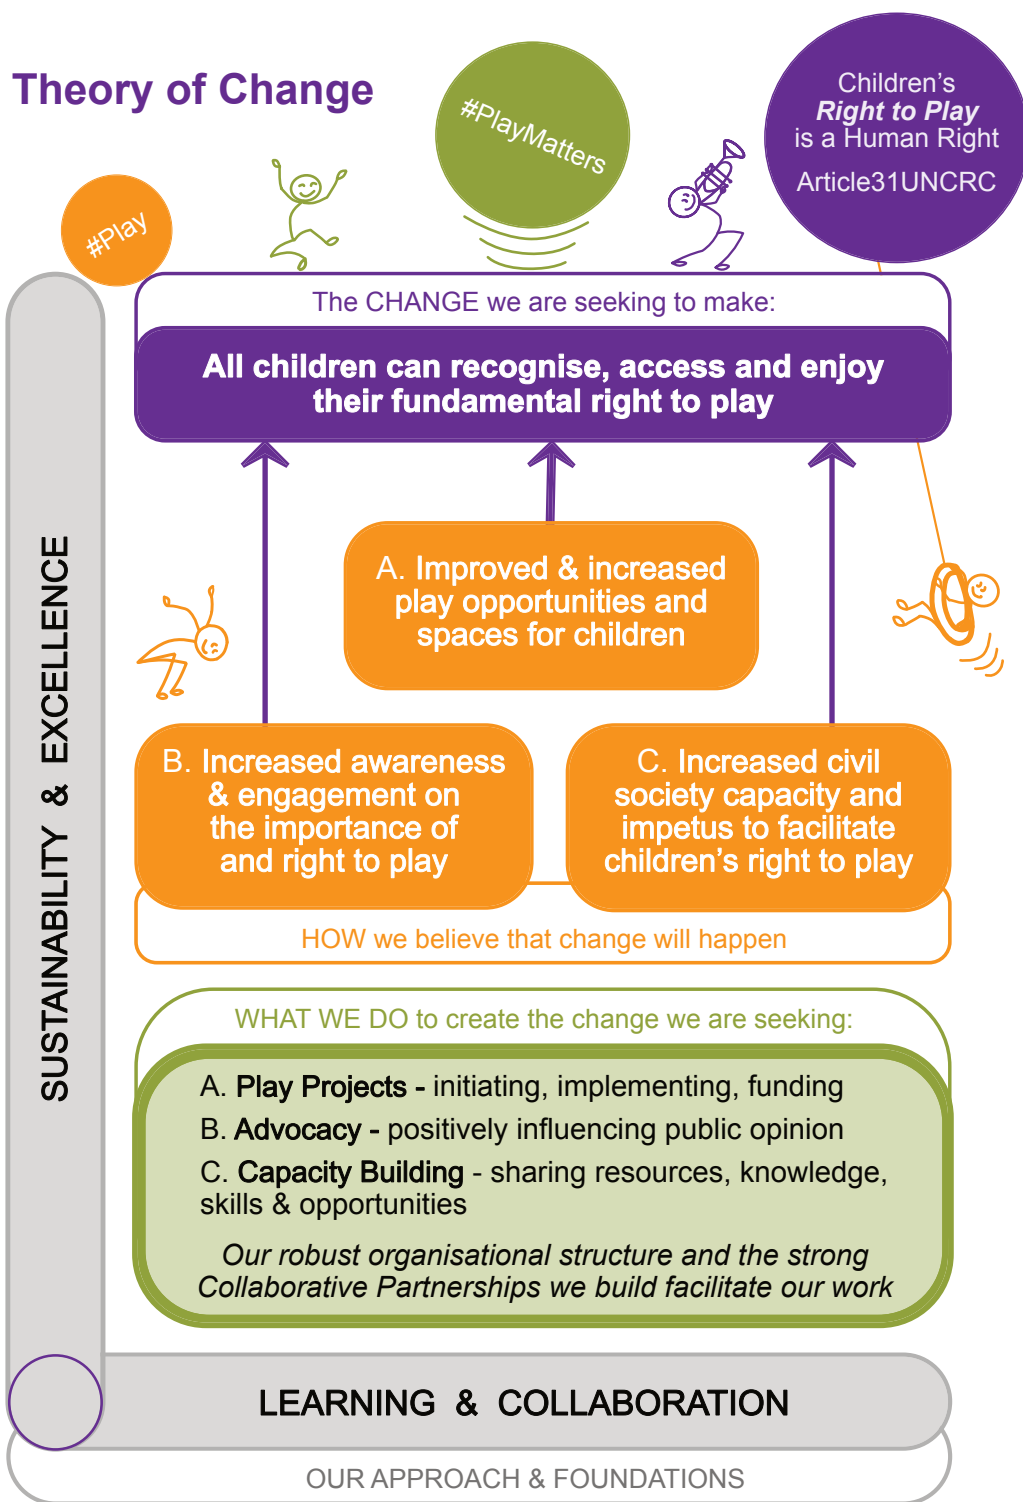 Theory of Change
#Play
#PlayMatters
Children's
Right to Play
is a Human Right
Article31UNCRC
The CHANGE we are seeking to make:
All children can recognise, access and enjoy
their fundamental right to play
A. Improved & increased
play opportunities and
spaces for children
B. Increased awareness
& engagement on
the importance of
and right to play
C. Increased civil
society capacity and
impetus to facilitate
children's right to play
HOW we believe that change will happen
WHAT WE DO to create the change we are seeking:
A. Play Projects - initiating, implementing, funding
B. Advocacy - positively influencing public opinion
C. Capacity Building - sharing resources, knowledge,
skills & opportunities
Our robust organisational structure and the strong
Collaborative Partnerships we build facilitate our work
SUSTAINABILITY & EXCELLENCE
LEARNING & COLLABORATION
OUR APPROACH & FOUNDATIONS